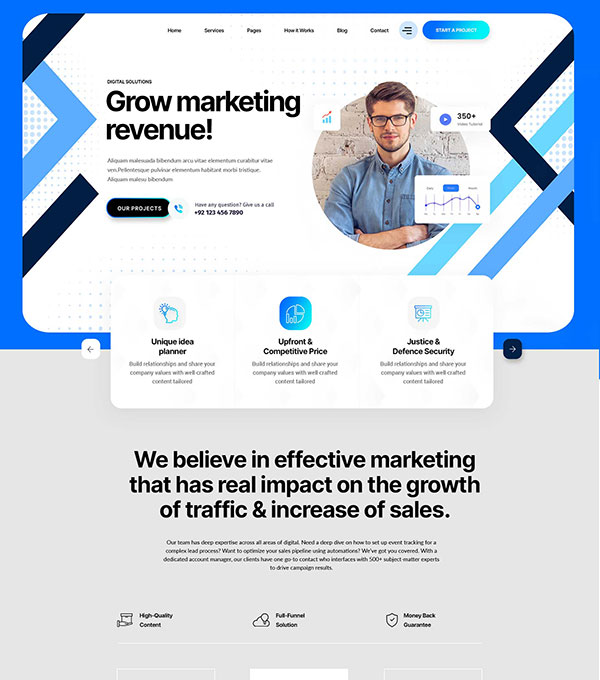 Home Services Pages How it Works Blog Contact START A PROJECT
DIGITAL SOLUTIONS
Grow marketing
revenue!
Aliquam malesuada bibendum arcu vitae elementum curabitur vitae
ven.Pellentesque pulvinar elementum habitant morbi tristique.
Aliquam malesu bibendum
OUR PROJECTS
Have any question? Give us a call
+92 123 456 7890
350+
Video Tutorial
Unique idea
planner
Build relationships and share your
company values with well crafted
content tailored
Upfront &
Competitive Price
Build relationships and share your
company values with well crafted
content tailored
Justice &
Defence Security
Build relationships and share your
company values with well crafted
content tailored
We believe in effective marketing
that has real impact on the growth
of traffic & increase of sales.
Our team has deep expertise across all areas of digital. Need a deep dive on how to set up event tracking for a
complex lead process? Want to optimize your sales pipeline using automations? We've got you covered. With a
dedicated account manager, our clients have one go-to contact who interfaces with 500+ subject-matter experts
to drive campaign results.
High-Quality
Content
Full-Funnel
Solution
Money Back
Guarantee